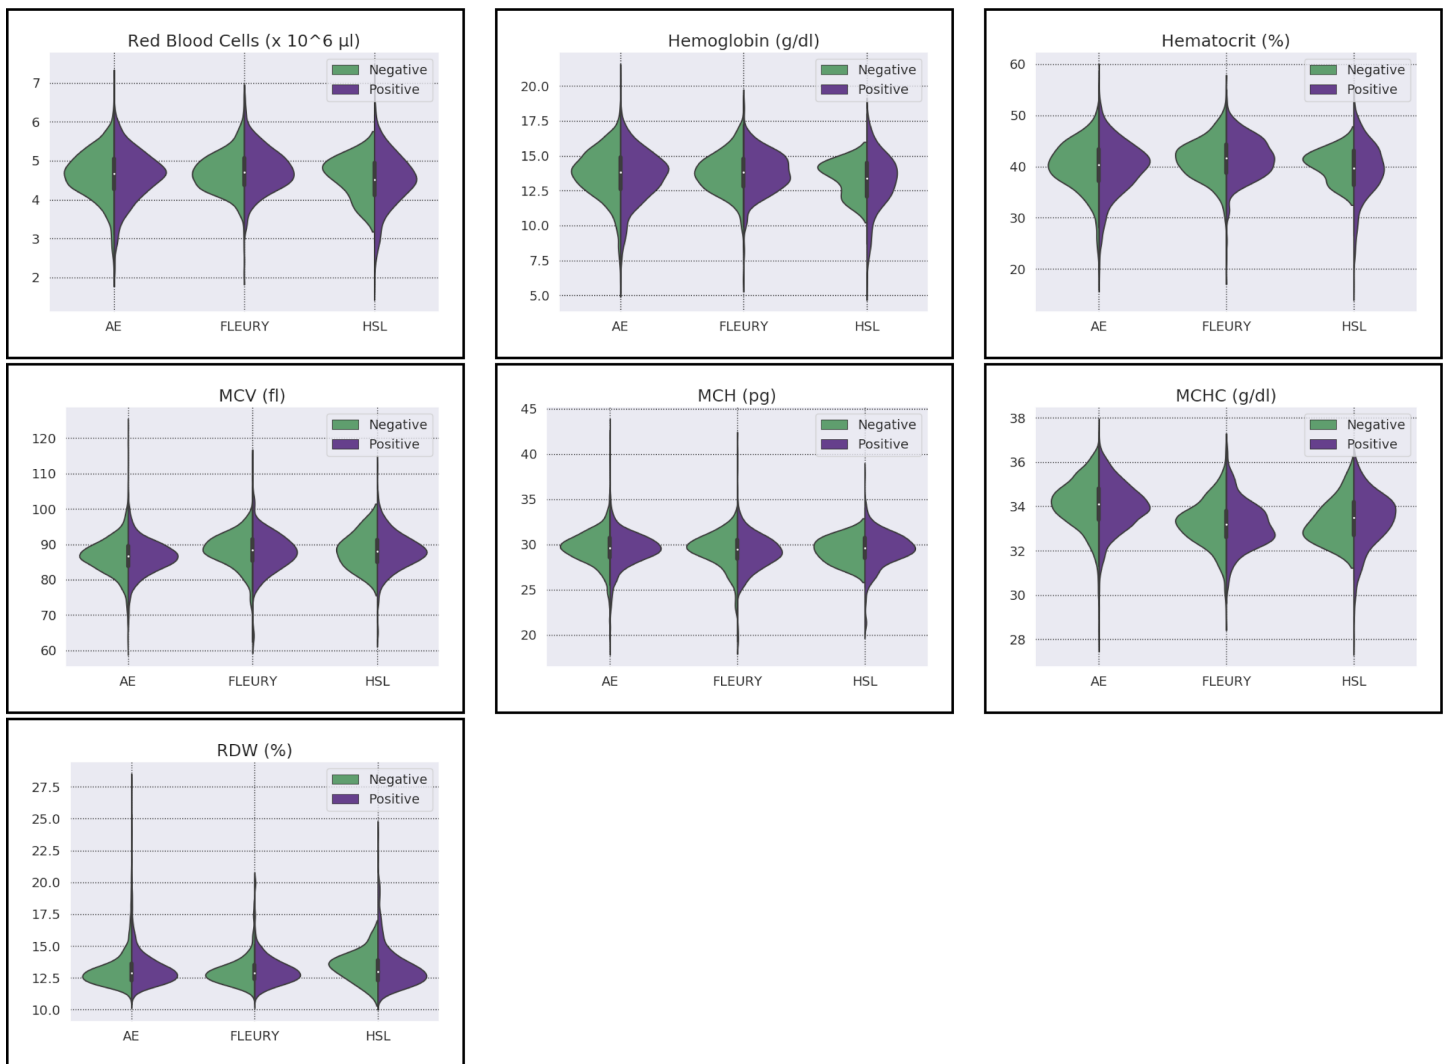 Red Blood Cells (x 10^6 µl)
Negative
Positive
7
6
5
4
3
2
AE FLEURY HSL
Hemoglobin (g/dl)
Negative
Positive
20.0
17.5
15.0
12.5
10.0
7.5
5.0
AE FLEURY HSL
Hematocrit (%)
Negative
Positive
60
50
40
30
20
AE FLEURY HSL
MCV (fl)
Negative
Positive
120
110
100
90
80
70
60
AE FLEURY HSL
MCH (pg)
Negative
Positive
45
40
35
30
25
20
AE FLEURY HSL
MCHC (g/dl)
Negative
Positive
38
36
34
32
30
28
AE FLEURY HSL
RDW (%)
Negative
Positive
27.5
25.0
22.5
20.0
17.5
15.0
12.5
10.0
AE FLEURY HSL